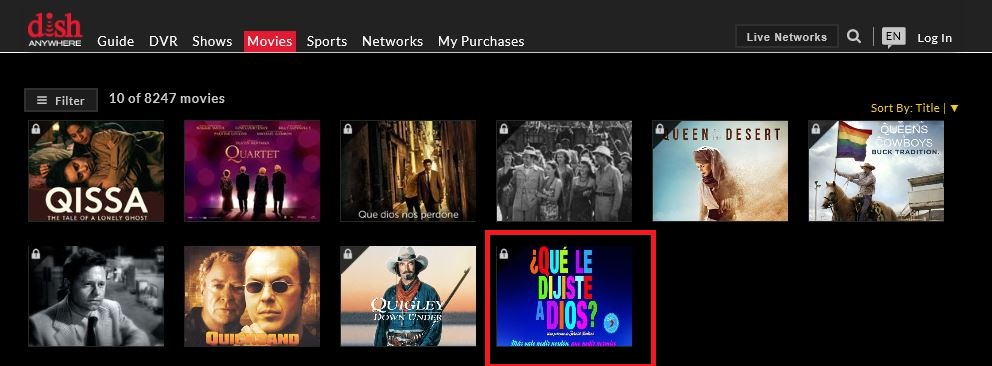 dish
ANYWHERE
Guide DVR Shows Movies Sports Networks My Purchases
Live Networks
EN
Log In
Filter
10 of 8247 movies
Sort By: Title | ▼
QISSA
THE TALE OF A LONELY GHOST
QUARTET
Que dios nos perdone
QUEEN OF THE DESERT
QUEENS
COWBOYS
BUCK TRADITION.
QUICKSAND
QUIGLEY
DOWN UNDER
¿QUÉ LE
DIJISTE
A DIOS?